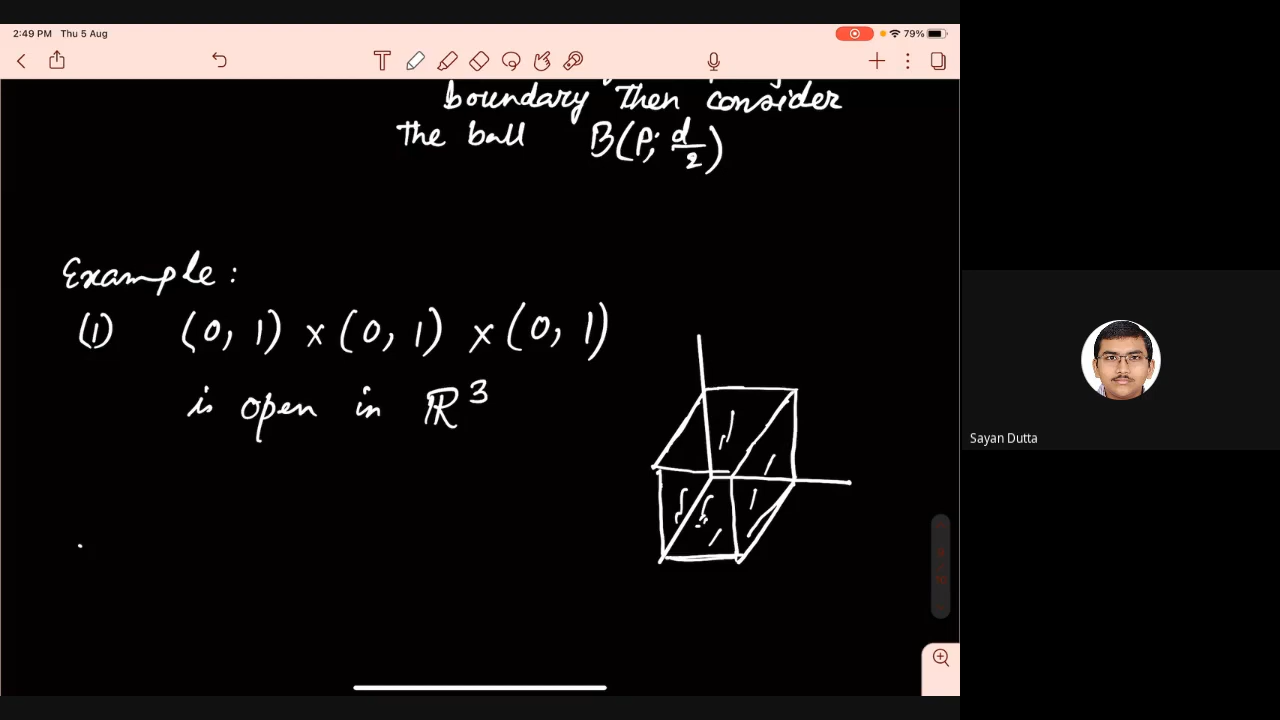 2:49 PM Thu 5 Aug
79%
T
boundary Then consider
the ball B(P; d/2)
Example:
(1) (0, 1) × (0, 1) × (0, 1)
is open in ℝ³
Sayan Dutta